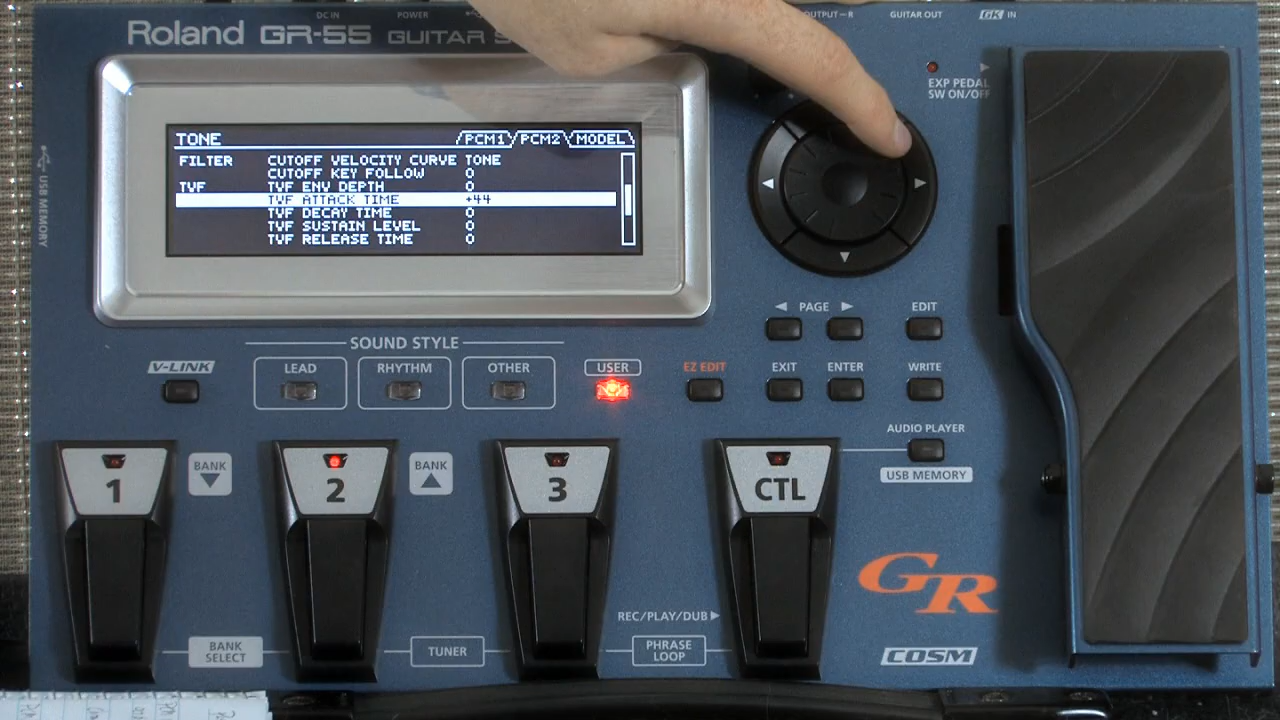 DC IN
POWER
OUTPUT—R
GUITAR OUT
GK IN
Roland GR-55 GUITAR
EXP PEDAL
SW ON/OFF
USB MEMORY
TONE PCM1 PCM2 MODEL
FILTER CUTOFF VELOCITY CURVE TONE
CUTOFF KEY FOLLOW 0
TVF TVF ENV DEPTH 0
TVF ATTACK TIME +44
TVF DECAY TIME 0
TVF SUSTAIN LEVEL 0
TVF RELEASE TIME 0
◀ PAGE ▶
EDIT
SOUND STYLE
V-LINK
LEAD
RHYTHM
OTHER
USER
EZ EDIT
EXIT
ENTER
WRITE
AUDIO PLAYER
USB MEMORY
1
BANK
▼
2
BANK
▲
3
CTL
GR
REC/PLAY/DUB ▶
BANK
SELECT
TUNER
PHRASE
LOOP
COSM